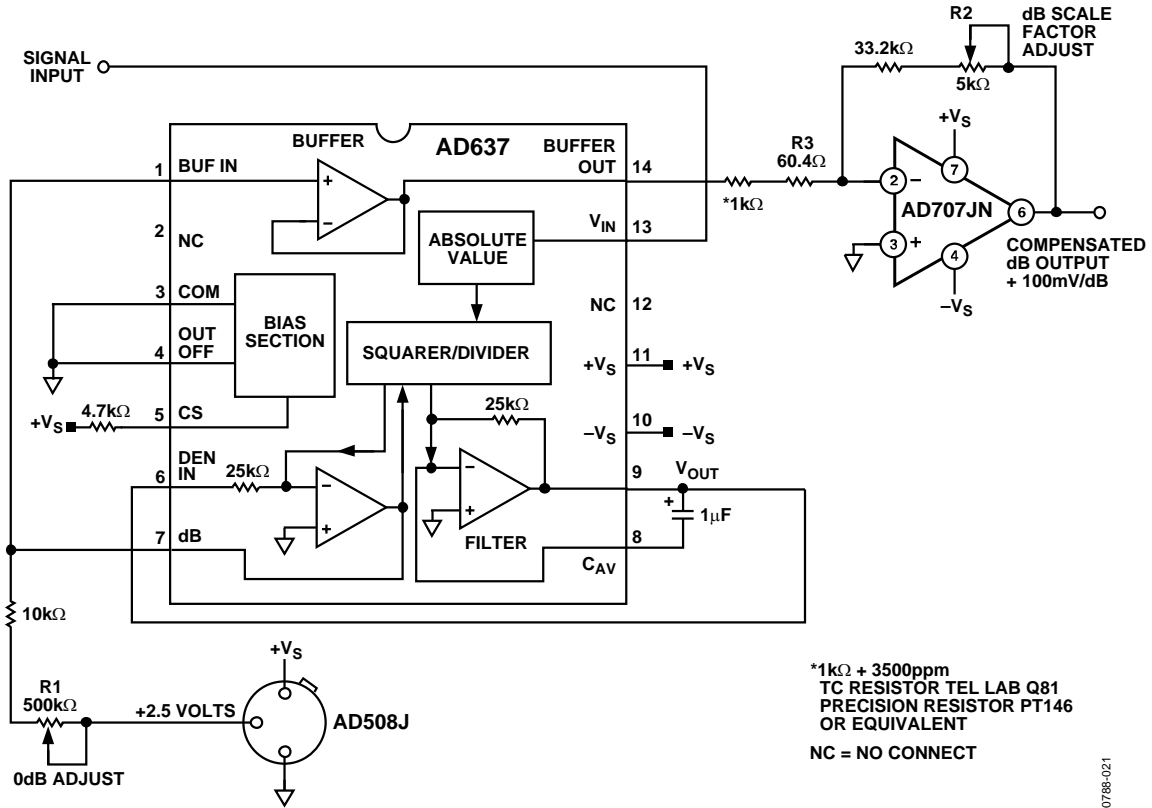 SIGNAL
INPUT
R2
dB SCALE
FACTOR
ADJUST
33.2kΩ
5kΩ
BUFFER
AD637
BUFFER
OUT
R3
60.4Ω
*1kΩ
+VS
7
2
−
AD707JN
6
3
+
4
−VS
COMPENSATED
dB OUTPUT
+ 100mV/dB
1
BUF IN
+
−
14
2
NC
ABSOLUTE
VALUE
VIN
13
3
COM
BIAS
SECTION
NC
12
4
OUT
OFF
SQUARER/DIVIDER
+VS
11
+VS
+VS
4.7kΩ
5
CS
25kΩ
−VS
10
−VS
6
DEN
IN
25kΩ
−
+
−
+
9
VOUT
+
1μF
7
dB
FILTER
8
CAV
10kΩ
R1
500kΩ
+VS
+2.5 VOLTS
AD508J
0dB ADJUST
*1kΩ + 3500ppm
TC RESISTOR TEL LAB Q81
PRECISION RESISTOR PT146
OR EQUIVALENT
NC = NO CONNECT
0788-021